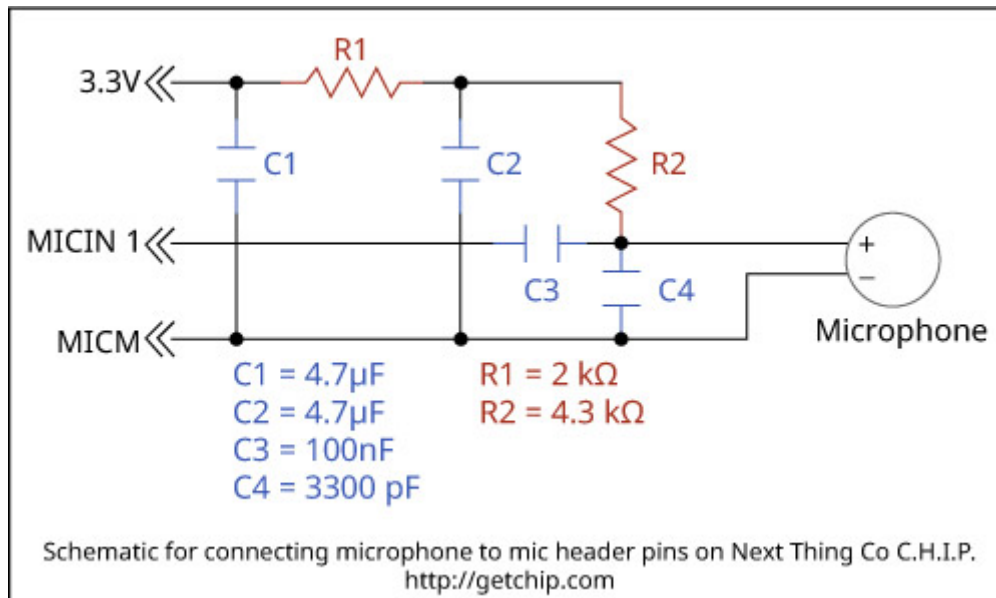 R1
3.3V
C1
C2
R2
MICIN 1
+
C3
C4
−
MICM
Microphone
C1 = 4.7µF
C2 = 4.7µF
C3 = 100nF
C4 = 3300 pF
R1 = 2 kΩ
R2 = 4.3 kΩ
Schematic for connecting microphone to mic header pins on Next Thing Co C.H.I.P.
http://getchip.com